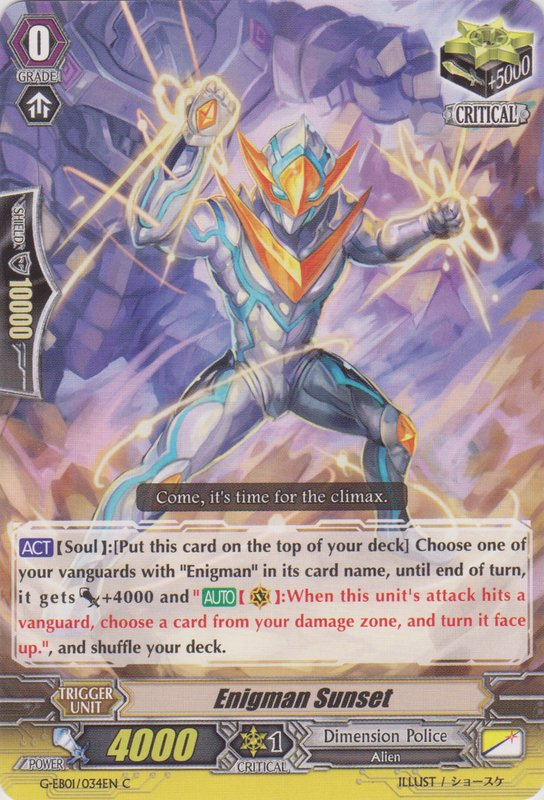 0
GRADE
+5000
CRITICAL
SHIELD
10000
Come, it's time for the climax.
ACT【Soul】:[Put this card on the top of your deck] Choose one of
your vanguards with "Enigman" in its card name, until end of turn,
it gets +4000 and "AUTO【 】:When this unit's attack hits a
vanguard, choose a card from your damage zone, and turn it face
up.", and shuffle your deck.
TRIGGER
UNIT
Enigman Sunset
POWER
4000
1
CRITICAL
Dimension Police
Alien
G-EB01/034EN C
ILLUST / ショースケ